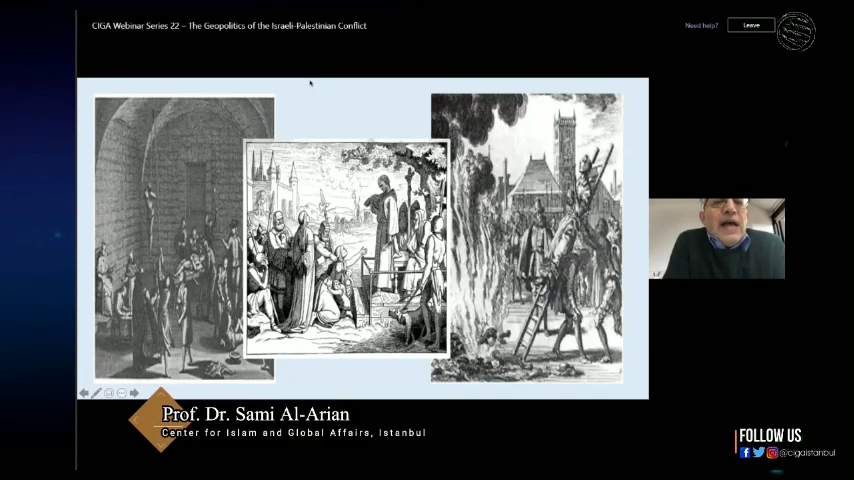 CIGA Webinar Series 22 – The Geopolitics of the Israeli-Palestinian Conflict
Need help?
Leave
Prof. Dr. Sami Al-Arian
Center for Islam and Global Affairs, Istanbul
FOLLOW US
@cigaistanbul